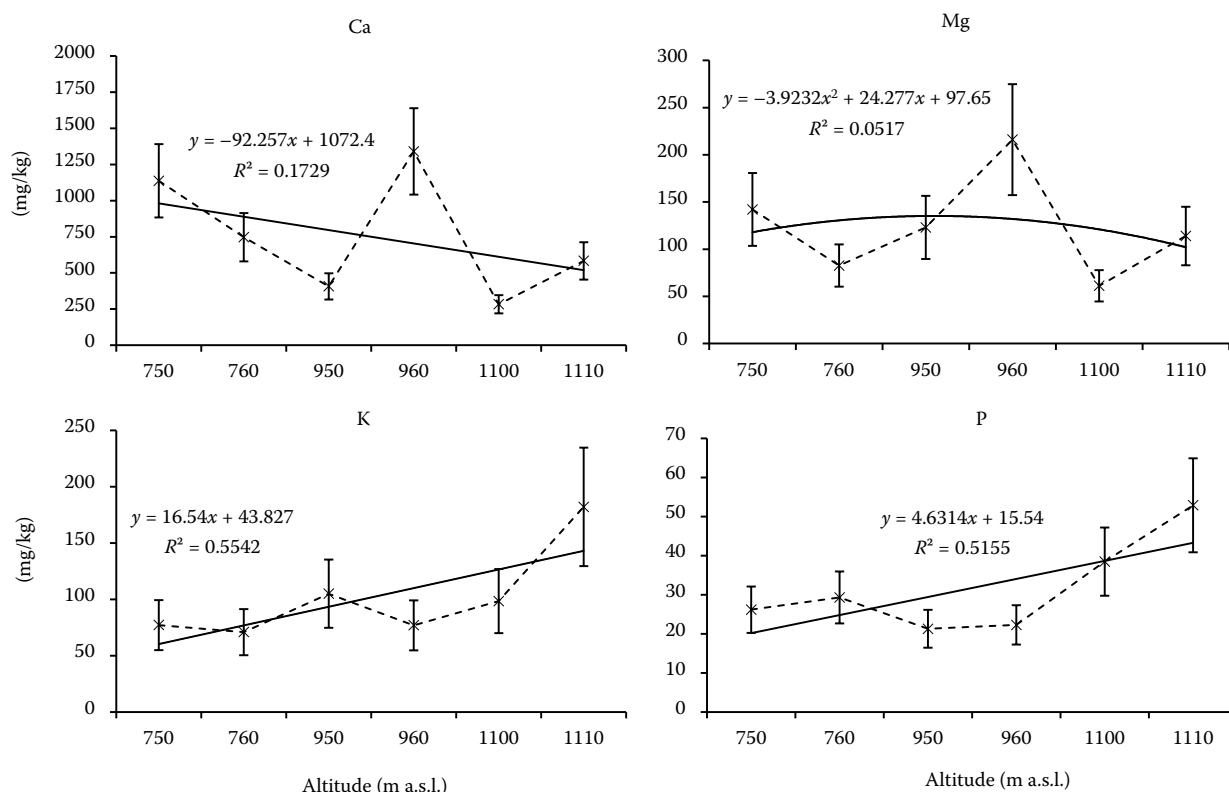 Ca
2000
1750
1500
1250
1000
750
500
250
0
(mg/kg)
y = −92.257x + 1072.4
R² = 0.1729
750 760 950 960 1100 1110
Mg
300
250
200
150
100
50
0
y = −3.9232x² + 24.277x + 97.65
R² = 0.0517
750 760 950 960 1100 1110
K
250
200
150
100
50
0
(mg/kg)
y = 16.54x + 43.827
R² = 0.5542
750 760 950 960 1100 1110
Altitude (m a.s.l.)
P
70
60
50
40
30
20
10
0
y = 4.6314x + 15.54
R² = 0.5155
750 760 950 960 1100 1110
Altitude (m a.s.l.)